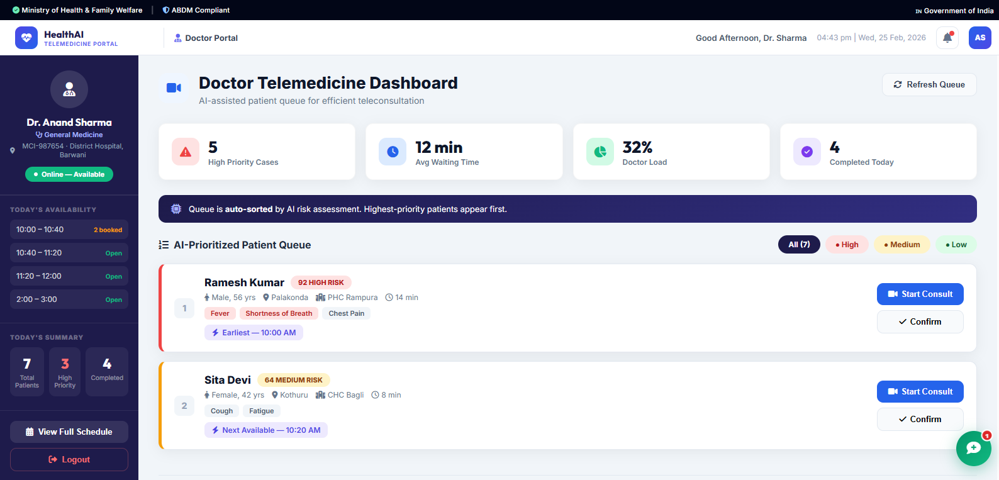 Ministry of Health & Family Welfare | ABDM Compliant
IN Government of India
HealthAI
TELEMEDICINE PORTAL
Doctor Portal
Good Afternoon, Dr. Sharma
04:43 pm | Wed, 25 Feb, 2026
AS
Dr. Anand Sharma
General Medicine
MCI-987654 · District Hospital,
Barwani
Online — Available
TODAY'S AVAILABILITY
10:00 – 10:40 2 booked
10:40 – 11:20 Open
11:20 – 12:00 Open
2:00 – 3:00 Open
TODAY'S SUMMARY
7
Total
Patients
3
High
Priority
4
Completed
View Full Schedule
Logout
Doctor Telemedicine Dashboard
AI-assisted patient queue for efficient teleconsultation
Refresh Queue
5
High Priority Cases
12 min
Avg Waiting Time
32%
Doctor Load
4
Completed Today
Queue is auto-sorted by AI risk assessment. Highest-priority patients appear first.
AI-Prioritized Patient Queue
All (7)
● High
● Medium
● Low
1
Ramesh Kumar 92 HIGH RISK
Male, 56 yrs Palakonda PHC Rampura 14 min
Fever Shortness of Breath Chest Pain
Earliest — 10:00 AM
Start Consult
Confirm
2
Sita Devi 64 MEDIUM RISK
Female, 42 yrs Kothuru CHC Bagli 8 min
Cough Fatigue
Next Available — 10:20 AM
Start Consult
Confirm
1